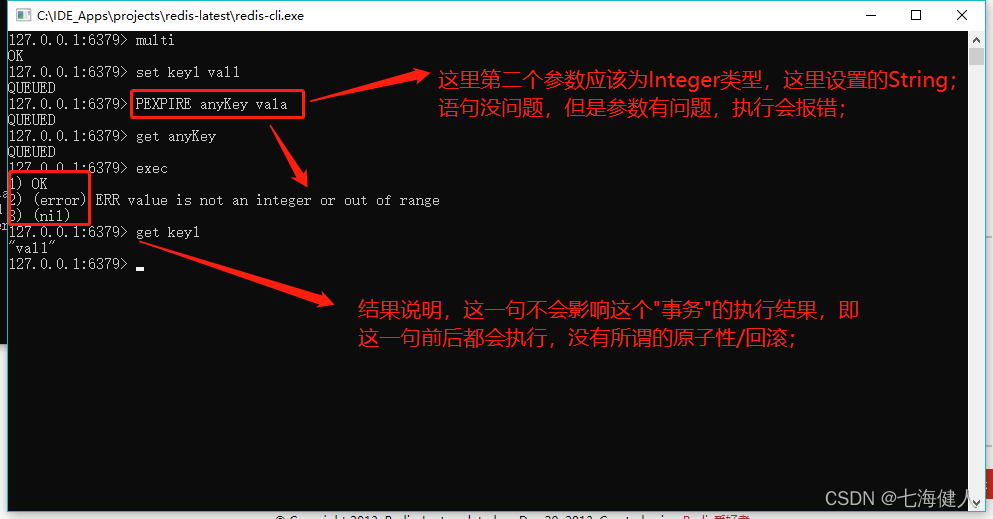 C:\IDE_Apps\projects\redis-latest\redis-cli.exe
127.0.0.1:6379> multi
OK
127.0.0.1:6379> set key1 val1
QUEUED
127.0.0.1:6379> PEXPIRE anyKey vala
QUEUED
127.0.0.1:6379> get anyKey
QUEUED
127.0.0.1:6379> exec
1) OK
2) (error) ERR value is not an integer or out of range
3) (nil)
127.0.0.1:6379> get key1
"val1"
127.0.0.1:6379>
这里第二个参数应该为Integer类型，这里设置的String；
语句没问题，但是参数有问题，执行会报错；
结果说明，这一句不会影响这个"事务"的执行结果，即
这一句前后都会执行，没有所谓的原子性/回滚；
CSDN @七海健人